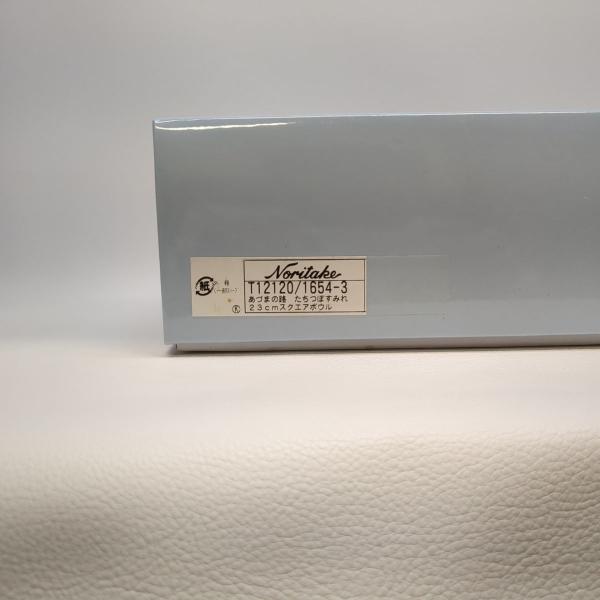 紙
箱
Noritake
T12120/1654-3
あづまの路 たちつぼすみれ
23cmスクエアボウル